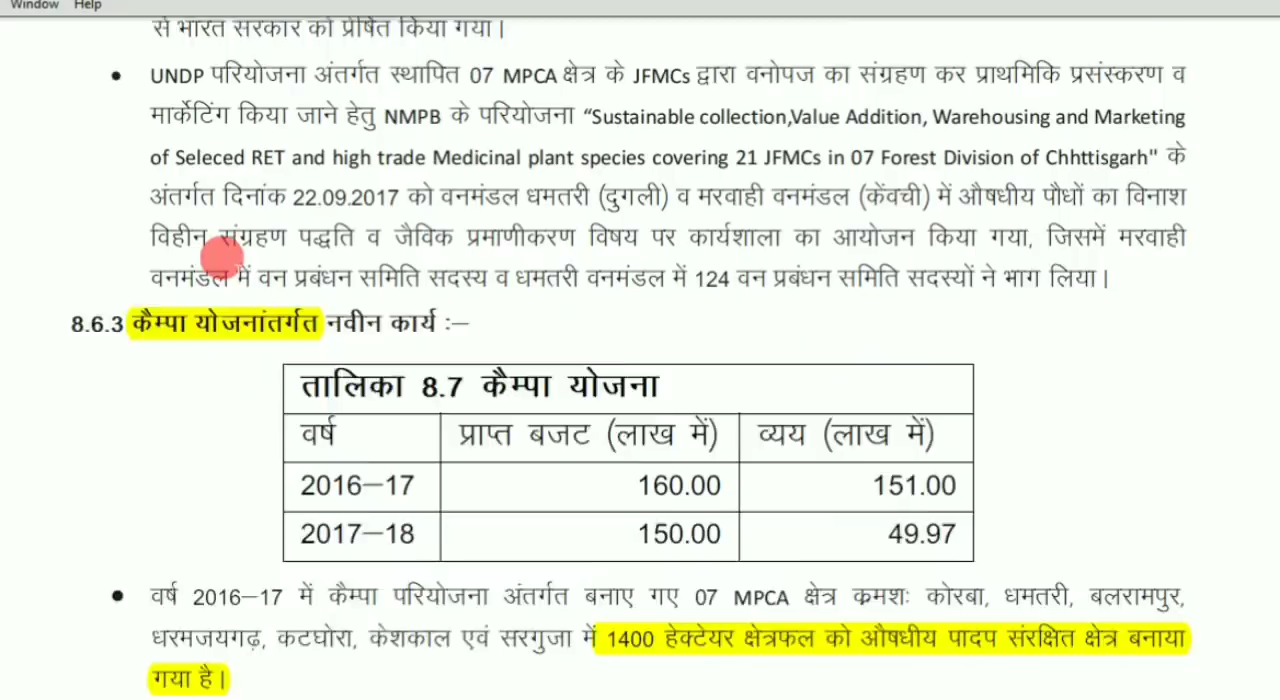 Window Help
से भारत सरकार को प्रेषित किया गया।
• UNDP परियोजना अंतर्गत स्थापित 07 MPCA क्षेत्र के JFMCs द्वारा वनोपज का संग्रहण कर प्राथमिकि प्रसंस्करण व
मार्केटिंग किया जाने हेतु NMPB के परियोजना “Sustainable collection,Value Addition, Warehousing and Marketing
of Seleced RET and high trade Medicinal plant species covering 21 JFMCs in 07 Forest Division of Chhttisgarh" के
अंतर्गत दिनांक 22.09.2017 को वनमंडल धमतरी (दुगली) व मरवाही वनमंडल (केंवची) में औषधीय पौधों का विनाश
विहीन संग्रहण पद्धति व जैविक प्रमाणीकरण विषय पर कार्यशाला का आयोजन किया गया, जिसमें मरवाही
वनमंडल में वन प्रबंधन समिति सदस्य व धमतरी वनमंडल में 124 वन प्रबंधन समिति सदस्यों ने भाग लिया।
8.6.3 कैम्पा योजनांतर्गत नवीन कार्य :–
तालिका 8.7 कैम्पा योजना
वर्ष प्राप्त बजट (लाख में) व्यय (लाख में)
2016–17 160.00 151.00
2017–18 150.00 49.97
• वर्ष 2016–17 में कैम्पा परियोजना अंतर्गत बनाए गए 07 MPCA क्षेत्र क्रमशः कोरबा, धमतरी, बलरामपुर,
धरमजयगढ़, कटघोरा, केशकाल एवं सरगुजा में 1400 हेक्टेयर क्षेत्रफल को औषधीय पादप संरक्षित क्षेत्र बनाया
गया है।